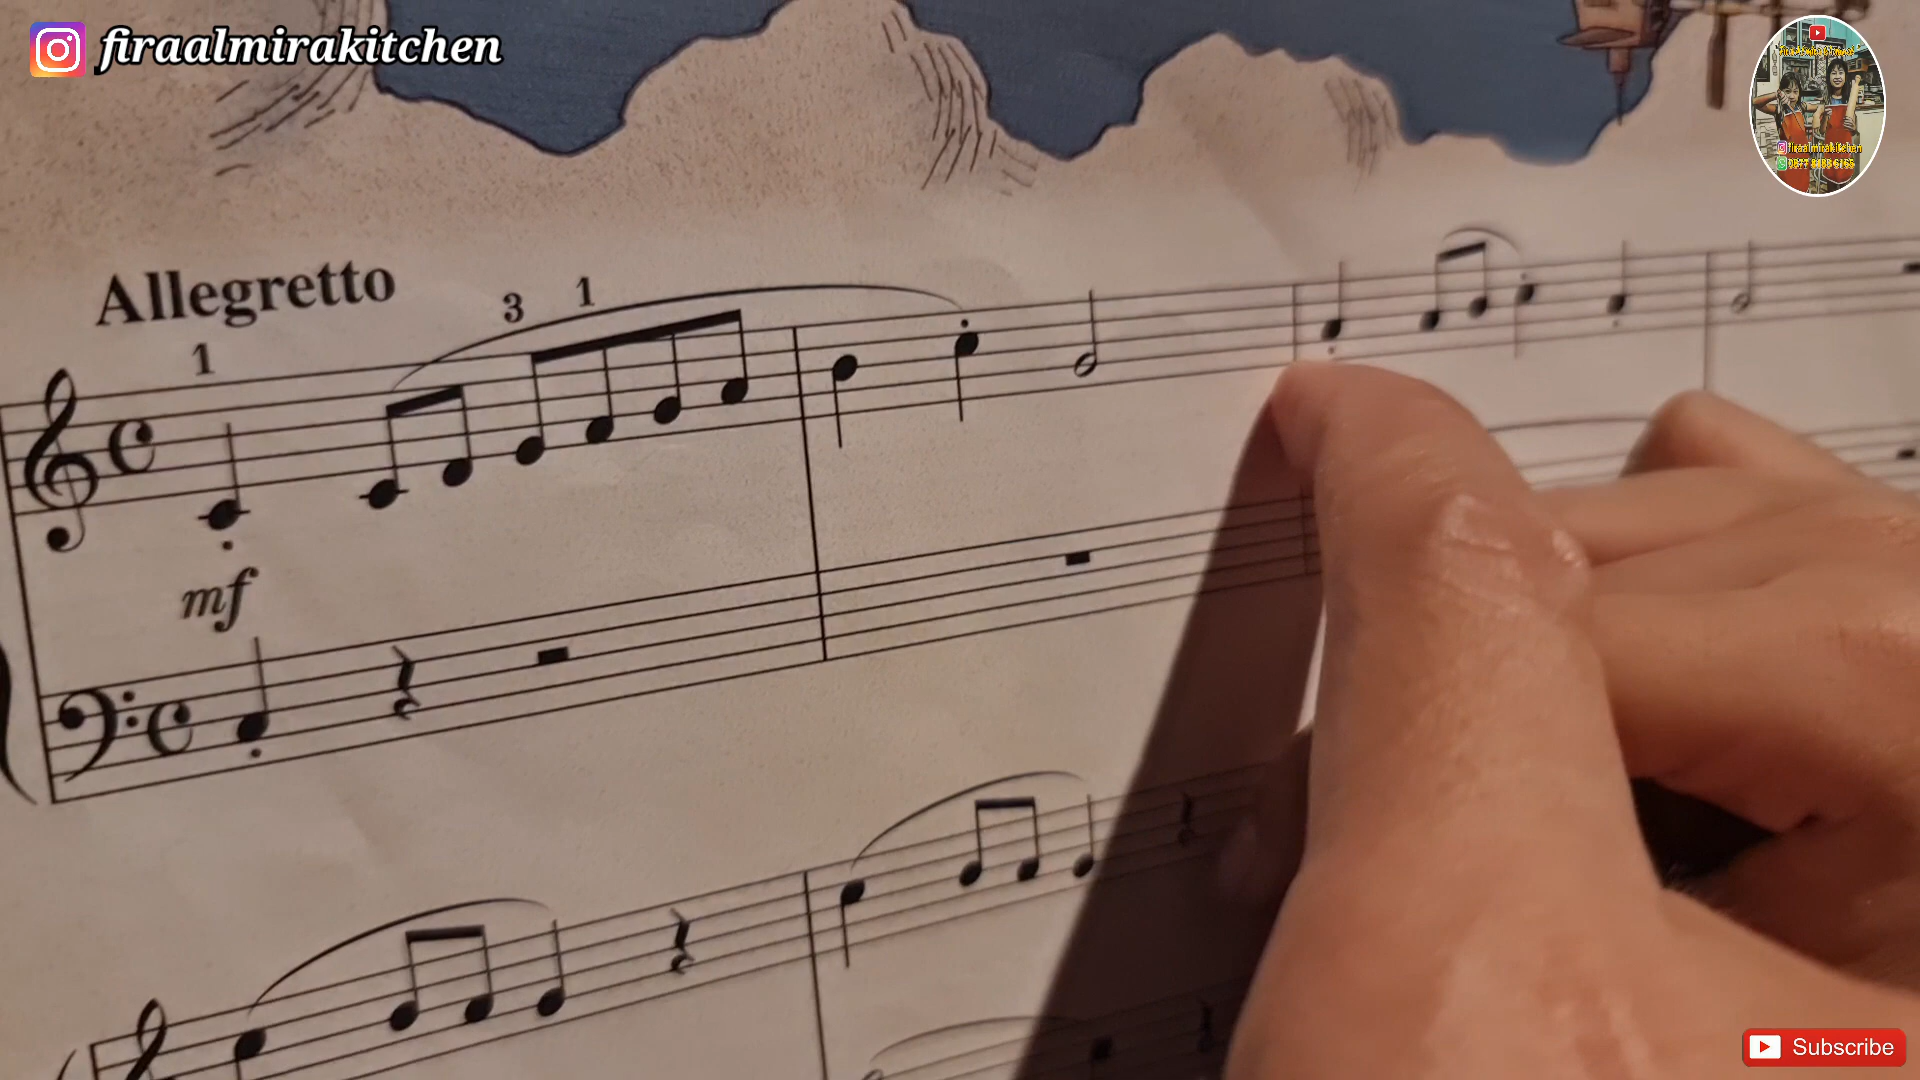 firaalmirakitchen
Allegretto
3 1
1
mf
Subscribe